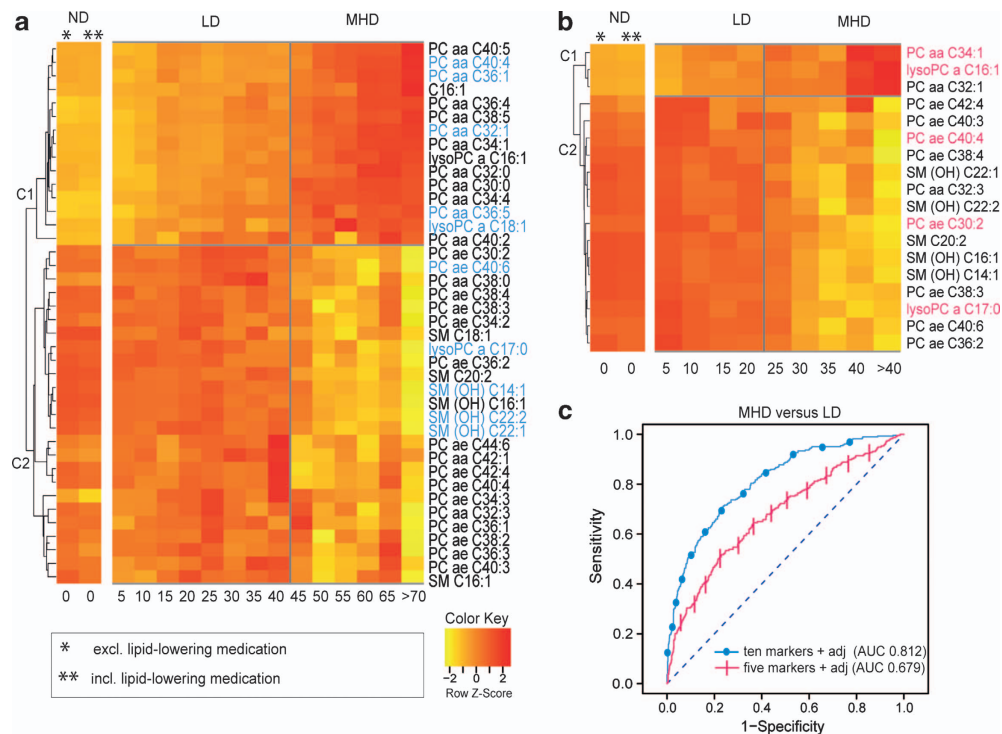 a
ND
LD
MHD
*
**
C1
C2
PC aa C40:5
PC aa C40:4
PC aa C36:1
C16:1
PC aa C36:4
PC aa C38:5
PC aa C32:1
PC aa C34:1
lysoPC a C16:1
PC aa C32:0
PC aa C30:0
PC aa C34:4
PC aa C36:5
lysoPC a C18:1
PC aa C40:2
PC ae C30:2
PC ae C40:6
PC aa C38:0
PC ae C38:4
PC ae C38:3
PC ae C34:2
SM C18:1
lysoPC a C17:0
PC ae C36:2
SM C20:2
SM (OH) C14:1
SM (OH) C16:1
SM (OH) C22:2
SM (OH) C22:1
PC ae C44:6
PC aa C42:1
PC ae C42:4
PC ae C40:4
PC ae C34:3
PC aa C32:3
PC ae C36:1
PC ae C38:2
PC ae C36:3
PC ae C40:3
SM C16:1
0 0 5 10 15 20 25 30 35 40 45 50 55 60 65 >70
* excl. lipid-lowering medication
** incl. lipid-lowering medication
Color Key
−2 0 2
Row Z-Score
b
ND
LD
MHD
*
**
C1
C2
PC aa C34:1
lysoPC a C16:1
PC aa C32:1
PC ae C42:4
PC ae C40:3
PC ae C40:4
PC ae C38:4
SM (OH) C22:1
PC aa C32:3
SM (OH) C22:2
PC ae C30:2
SM C20:2
SM (OH) C16:1
SM (OH) C14:1
PC ae C38:3
lysoPC a C17:0
PC ae C40:6
PC ae C36:2
0 0 5 10 15 20 25 30 35 40 >40
c
MHD versus LD
Sensitivity
1.0
0.8
0.6
0.4
0.2
0.0
ten markers + adj (AUC 0.812)
five markers + adj (AUC 0.679)
0.0 0.2 0.4 0.6 0.8 1.0
1−Specificity